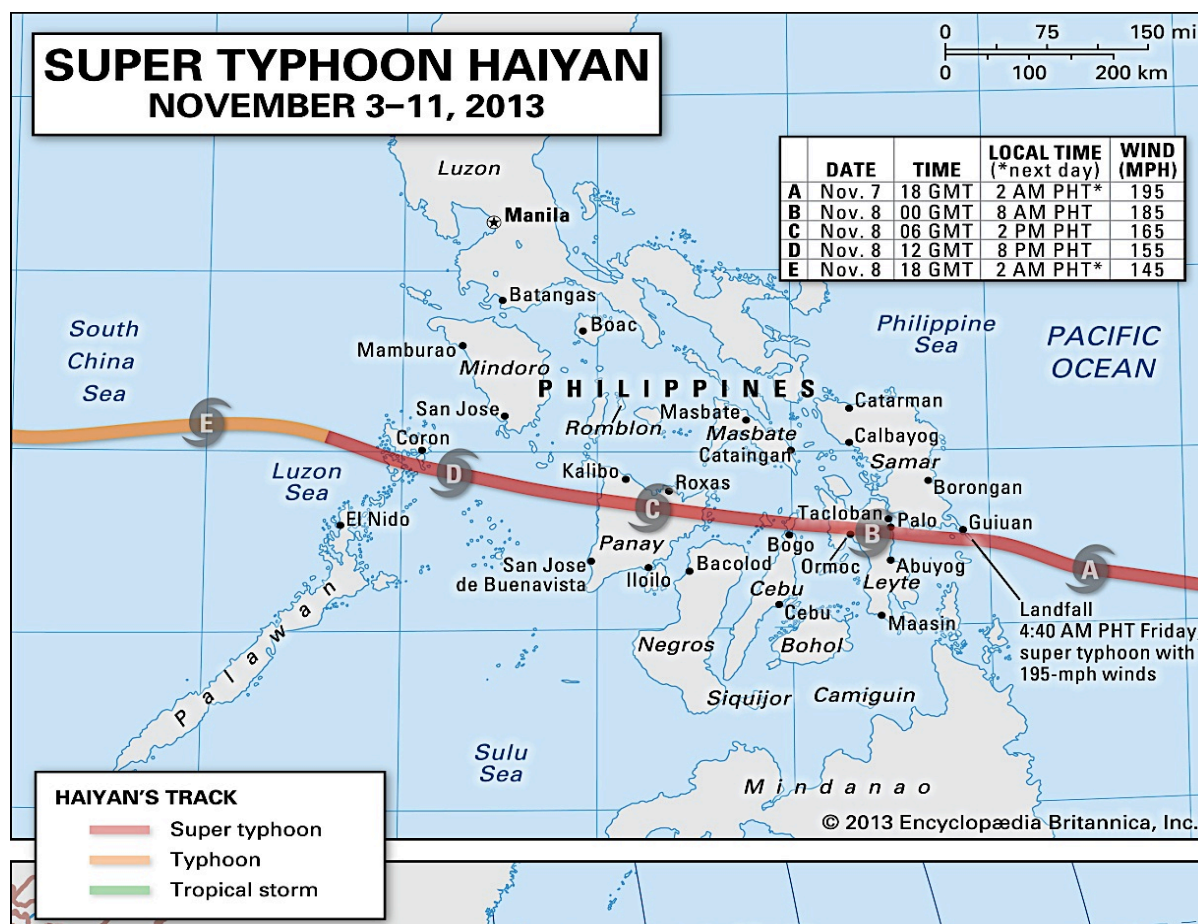 SUPER TYPHOON HAIYAN
NOVEMBER 3–11, 2013
0 75 150 mi
0 100 200 km
DATE TIME LOCAL TIME (*next day) WIND (MPH)
A Nov. 7 18 GMT 2 AM PHT* 195
B Nov. 8 00 GMT 8 AM PHT 185
C Nov. 8 06 GMT 2 PM PHT 165
D Nov. 8 12 GMT 8 PM PHT 155
E Nov. 8 18 GMT 2 AM PHT* 145
Luzon
Manila
Batangas
Boac
South
China
Sea
Philippine
Sea
PACIFIC
OCEAN
Mamburao
Mindoro
PHILIPPINES
San Jose
Romblon
Masbate
Masbate
Cataingan
Catarman
Calbayog
Samar
Borongan
E
Coron
Luzon
Sea
D
Kalibo
Roxas
C
Tacloban
Palo
Guiuan
B
A
El Nido
Panay
Bogo
Ormoc
San Jose
de Buenavista
Iloilo
Bacolod
Abuyog
Leyte
Cebu
Cebu
Maasin
Landfall
4:40 AM PHT Friday,
super typhoon with
195-mph winds
Palawan
Negros
Bohol
Siquijor
Camiguin
Sulu
Sea
Mindanao
© 2013 Encyclopædia Britannica, Inc.
HAIYAN'S TRACK
Super typhoon
Typhoon
Tropical storm